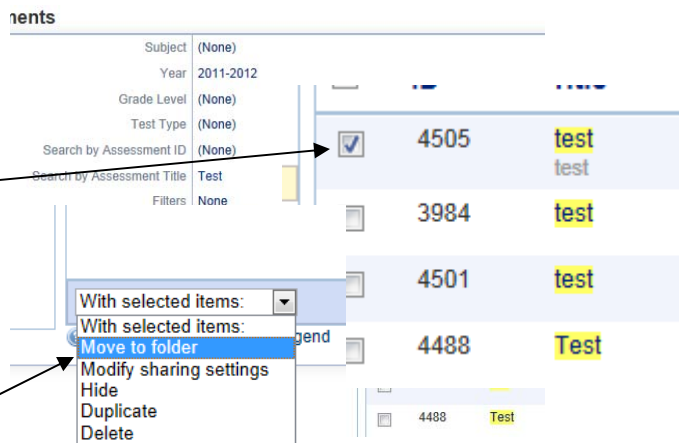 Subject (None)
Year 2011-2012
Grade Level (None)
Test Type (None)
Search by Assessment ID (None)
Search by Assessment Title Test
Filters None
4505 test
test
3984 test
4501 test
4488 Test
With selected items:
With selected items:
Move to folder
Modify sharing settings
Hide
Duplicate
Delete
4488 Test